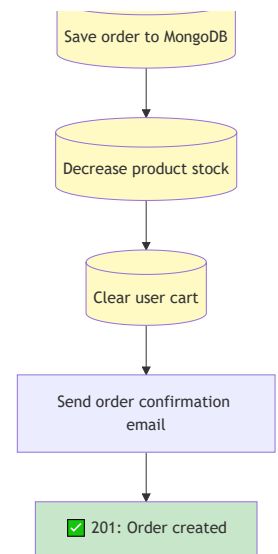 Save order to MongoDB
Decrease product stock
Clear user cart
Send order confirmation
email
✅ 201: Order created